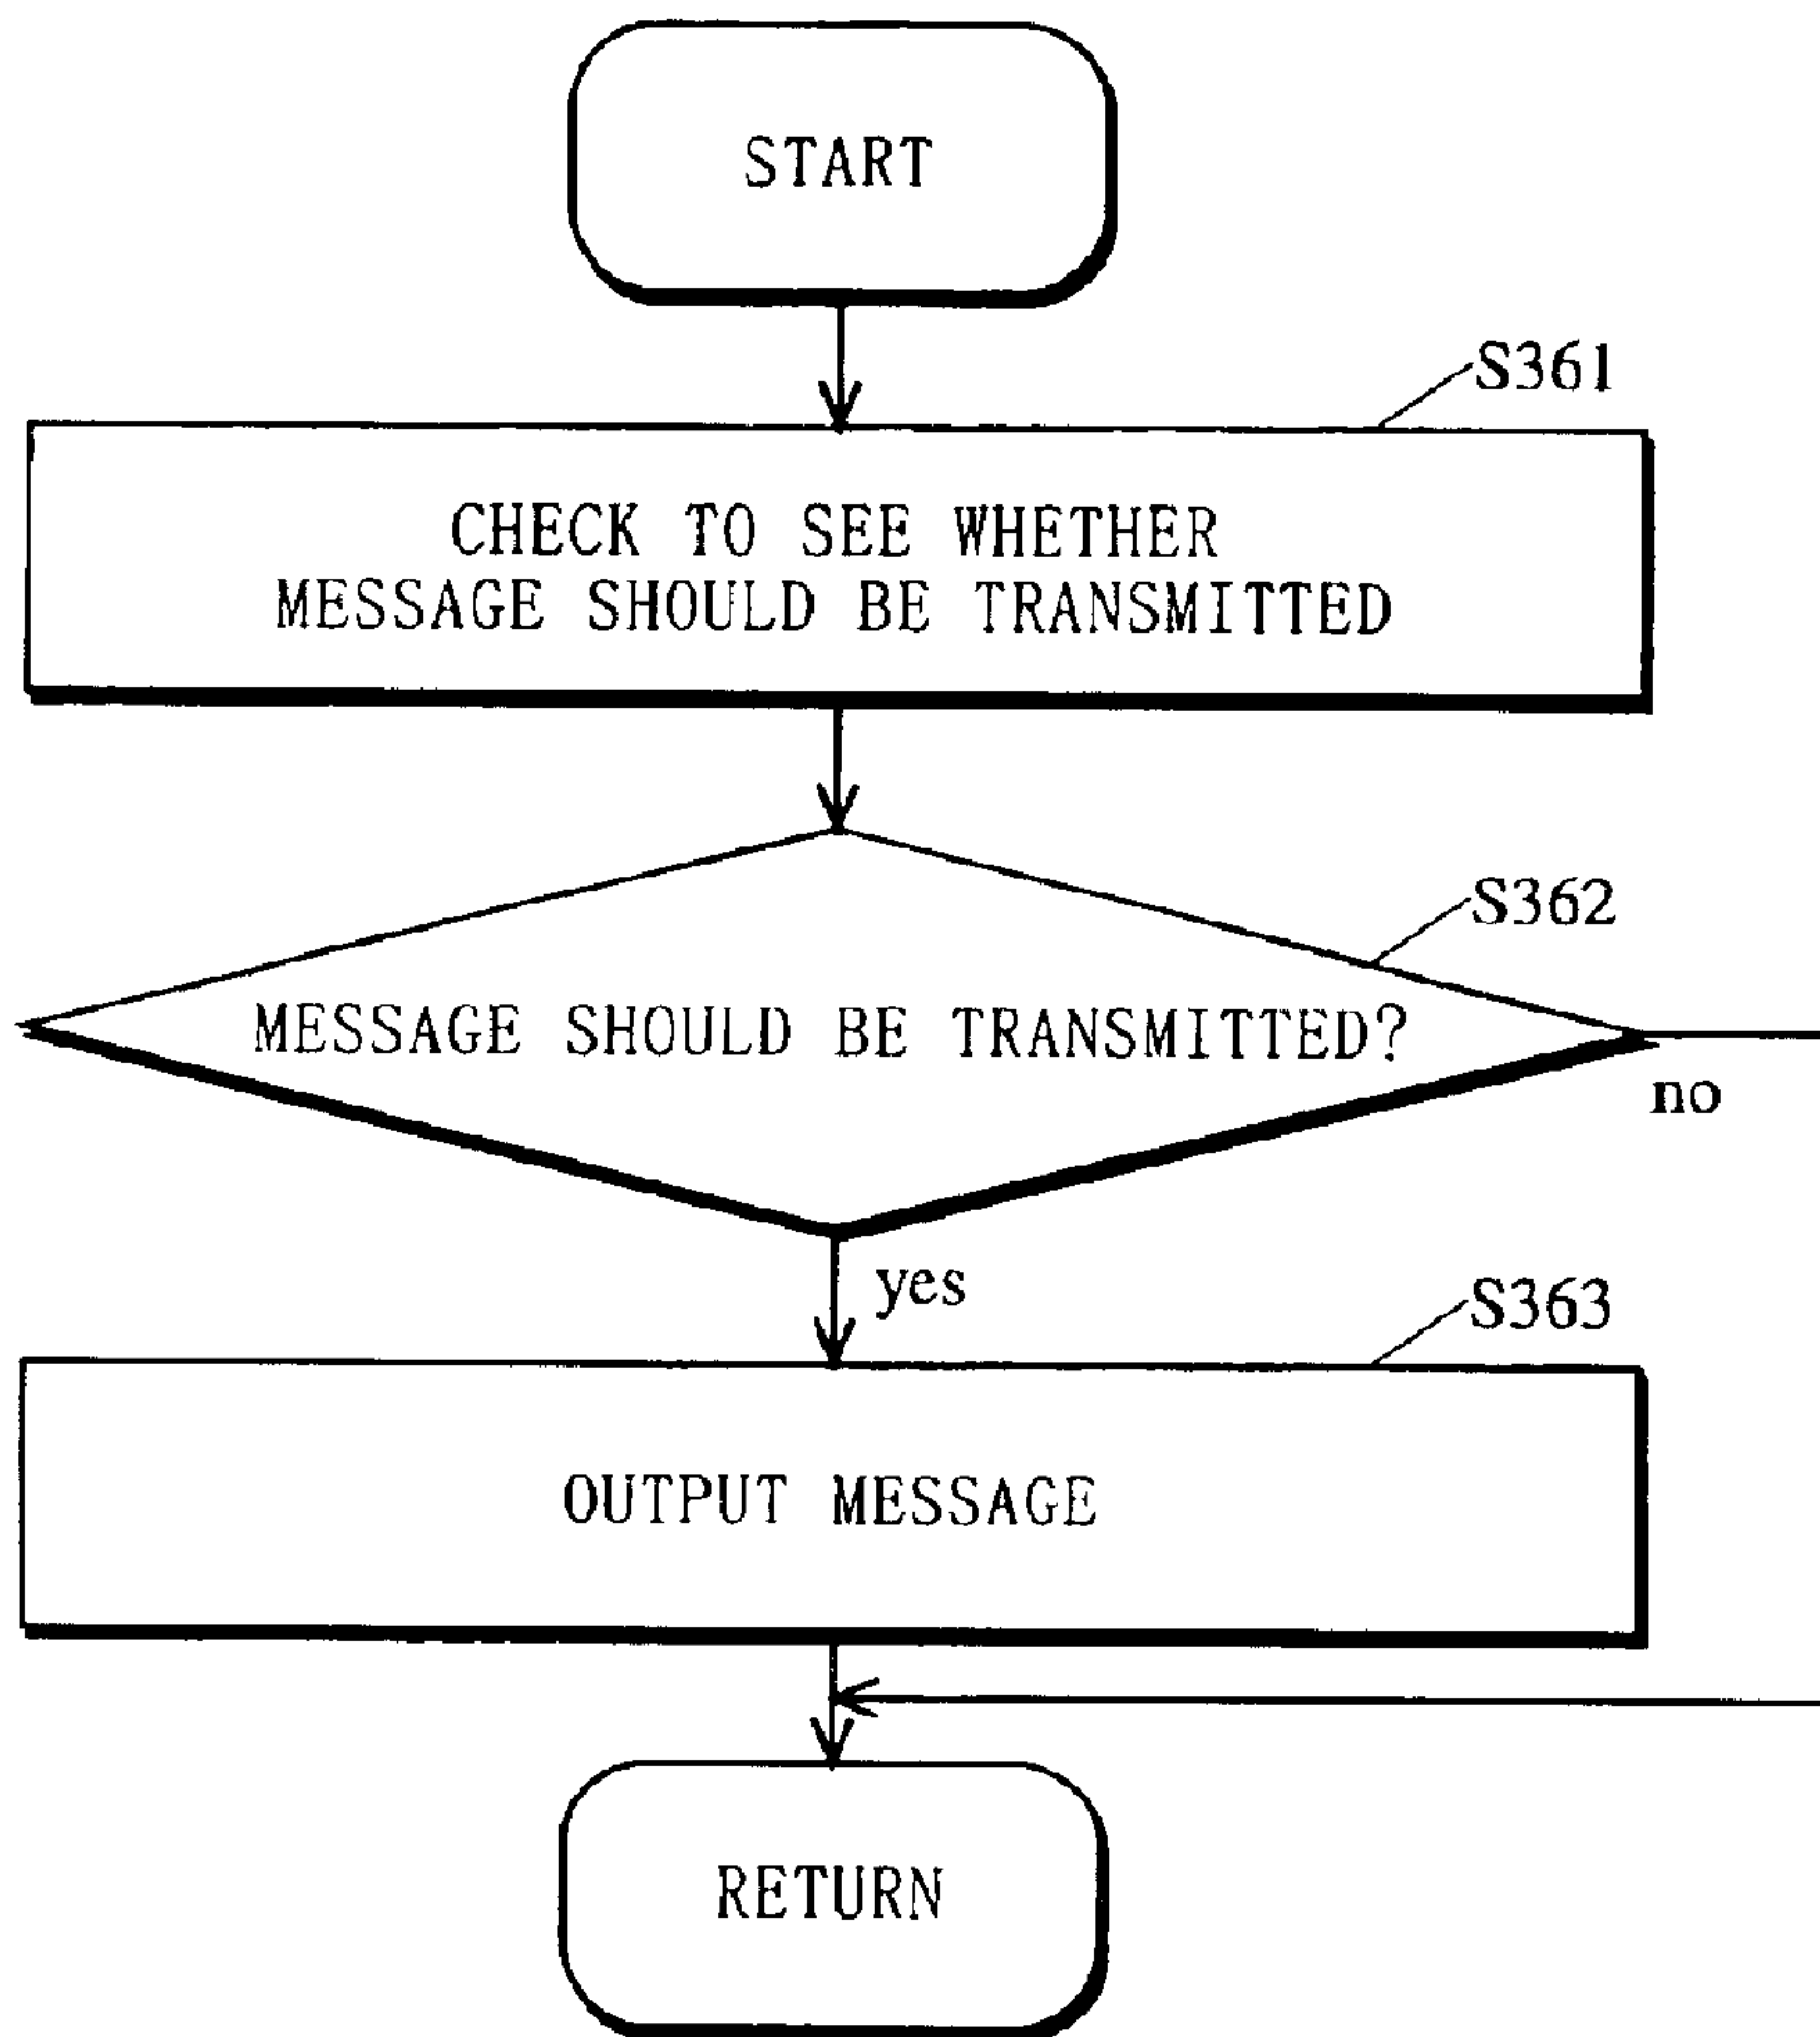 START
S361
CHECK TO SEE WHETHER
MESSAGE SHOULD BE TRANSMITTED
S362
MESSAGE SHOULD BE TRANSMITTED?
no
yes
S363
OUTPUT MESSAGE
RETURN